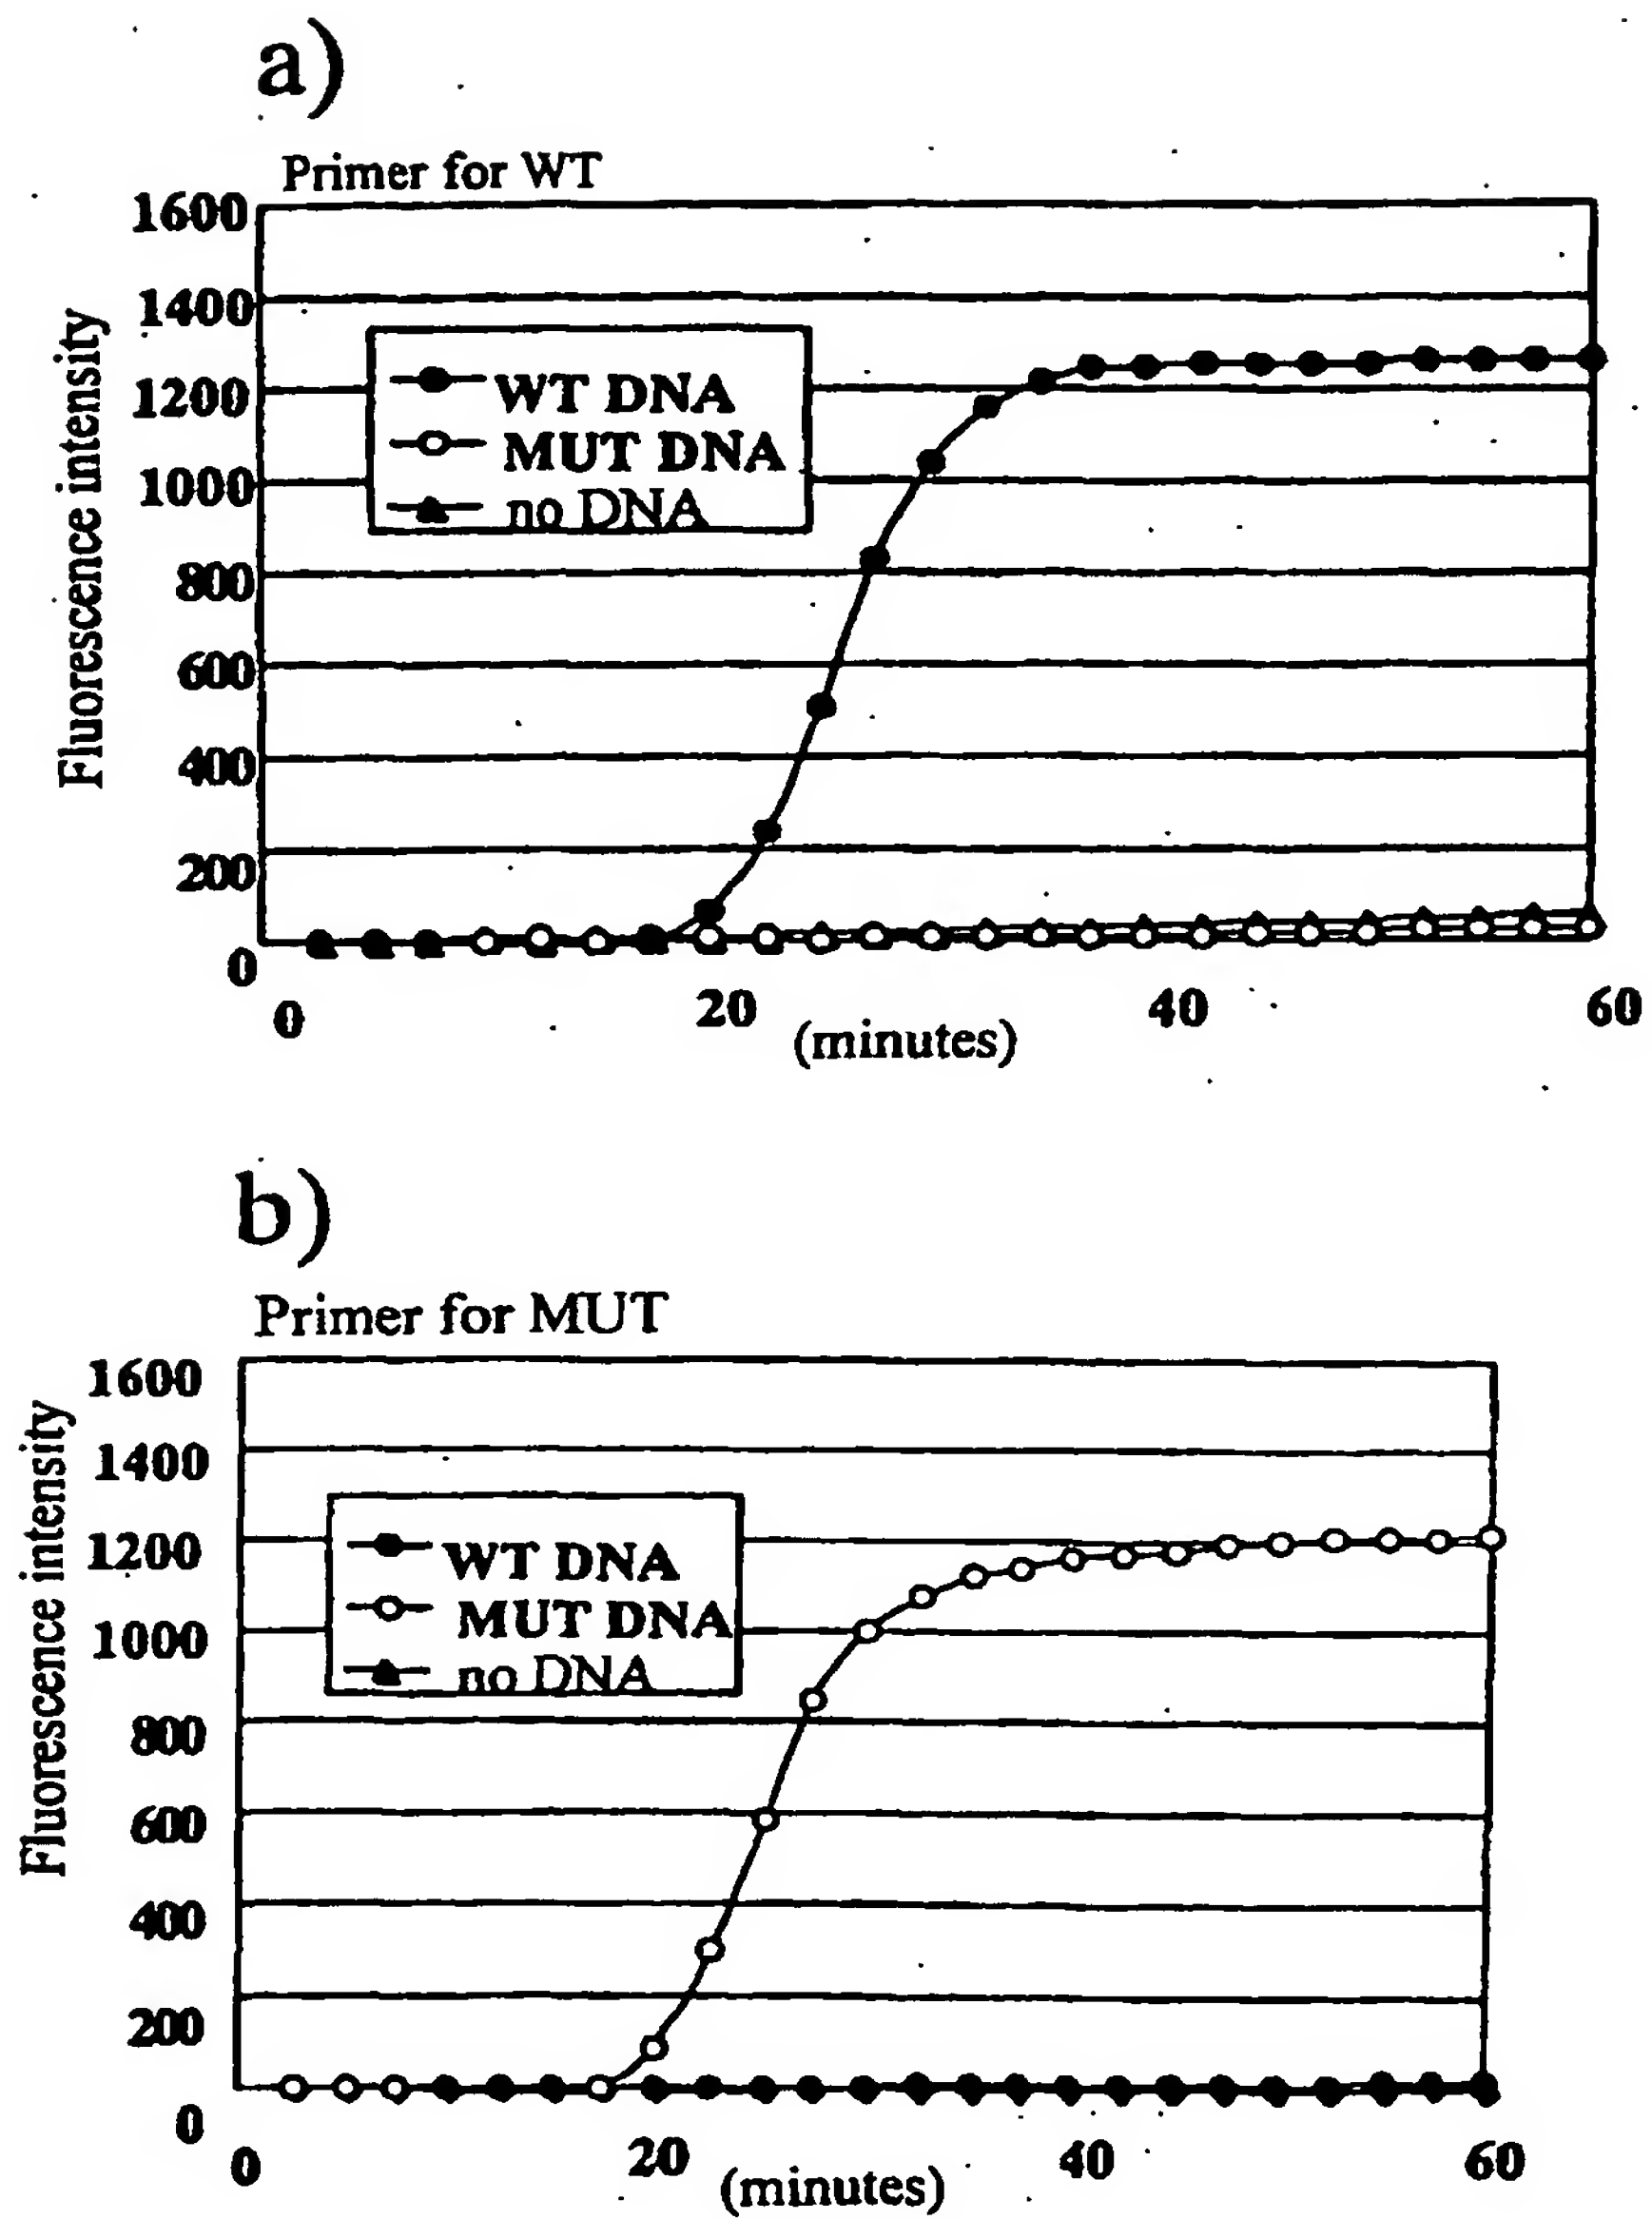 a)
Primer for WT
1600
1400
1200
1000
800
600
400
200
0
Fluorescence intensity
WT DNA
MUT DNA
no DNA
0 20 40 60
(minutes)
b)
Primer for MUT
1600
1400
1200
1000
800
600
400
200
0
Fluorescence intensity
WT DNA
MUT DNA
no DNA
0 20 40 60
(minutes)